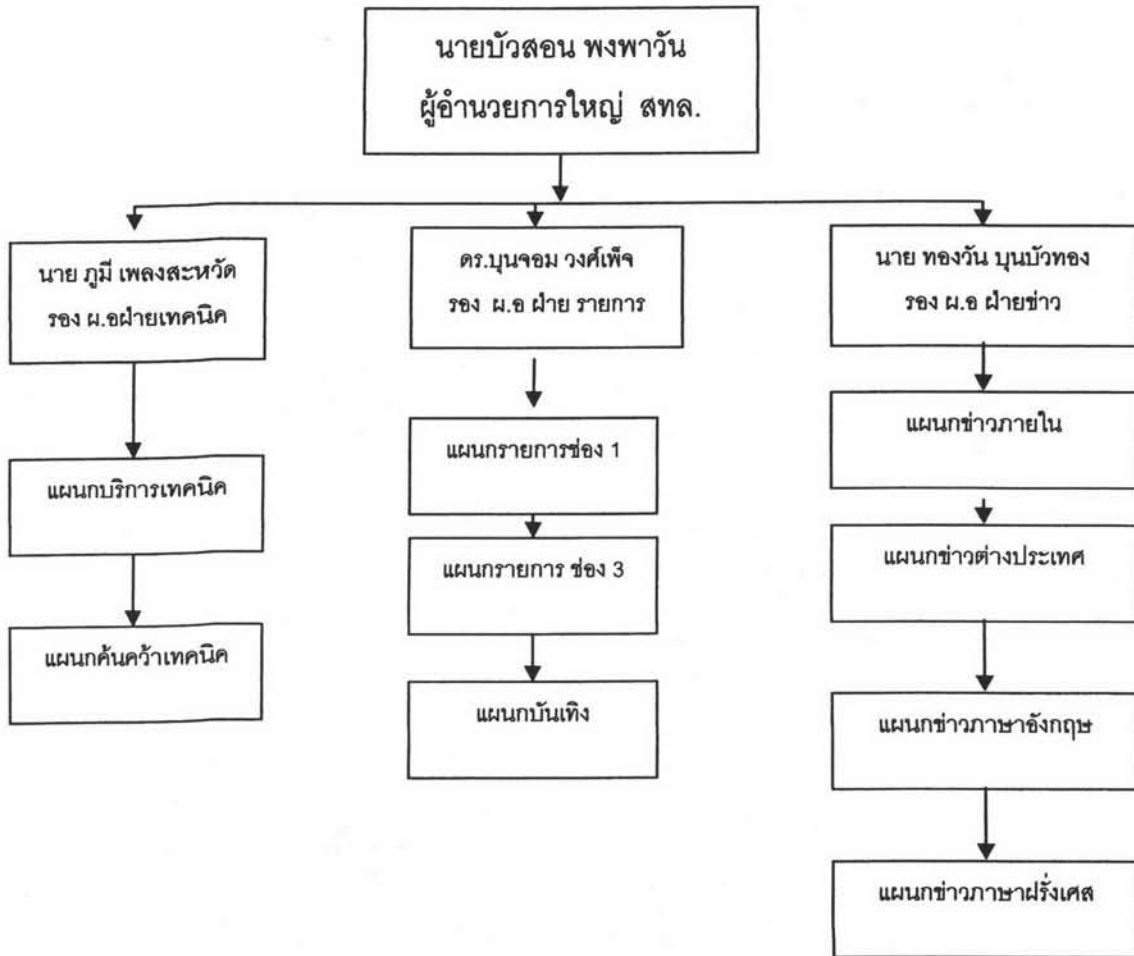 นายบัวสอน พงพาวัน
ผู้อำนวยการใหญ่ สทล.
นาย ภูมี เพลงสะหวัด
รอง ผ.อฝ่ายเทคนิค
แผนกบริการเทคนิค
แผนกค้นคว้าเทคนิค
ดร.บุนจอม วงศ์เพ็จ
รอง ผ.อ ฝ่าย รายการ
แผนกรายการช่อง 1
แผนกรายการ ช่อง 3
แผนกบันเทิง
นาย ทองวัน บุนบัวทอง
รอง ผ.อ ฝ่ายข่าว
แผนกข่าวภายใน
แผนกข่าวต่างประเทศ
แผนกข่าวภาษาอังกฤษ
แผนกข่าวภาษาฝรั่งเศส